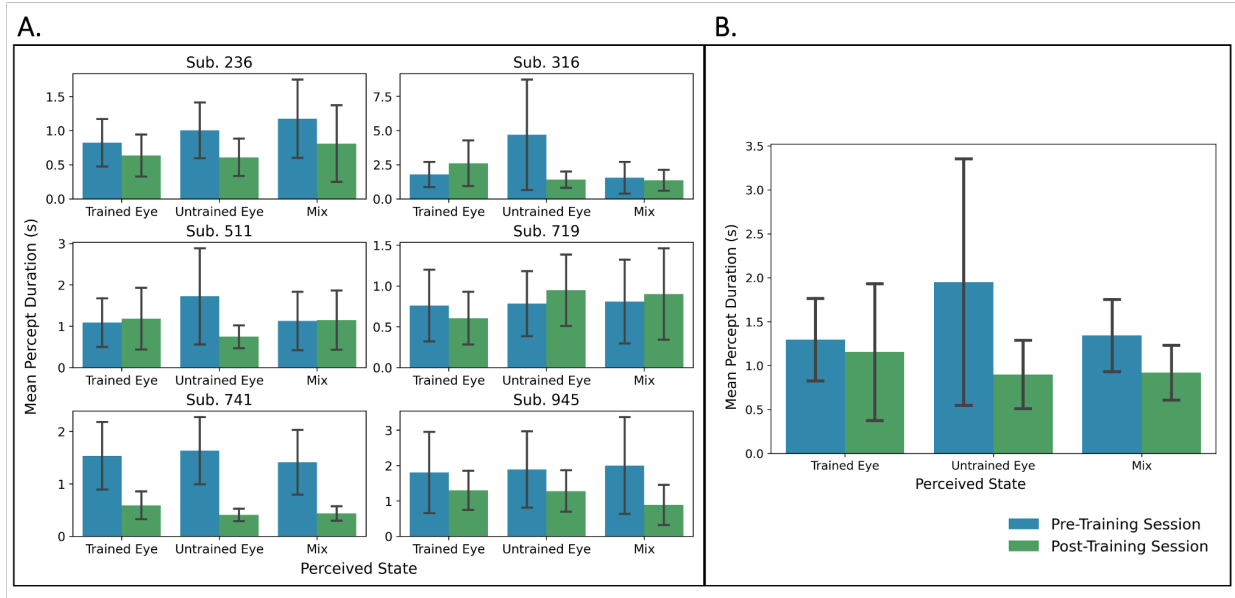 A.
B.
Sub. 236
Sub. 316
1.5
1.0
0.5
0.0
7.5
5.0
2.5
0.0
Trained Eye Untrained Eye Mix
Trained Eye Untrained Eye Mix
Sub. 511
Sub. 719
3
2
1
0
1.5
1.0
0.5
0.0
Trained Eye Untrained Eye Mix
Trained Eye Untrained Eye Mix
Sub. 741
Sub. 945
2
1
0
3
2
1
0
Trained Eye Untrained Eye Mix
Trained Eye Untrained Eye Mix
Mean Percept Duration (s)
Perceived State
3.5
3.0
2.5
2.0
1.5
1.0
0.5
0.0
Mean Percept Duration (s)
Trained Eye Untrained Eye Mix
Perceived State
Pre-Training Session
Post-Training Session